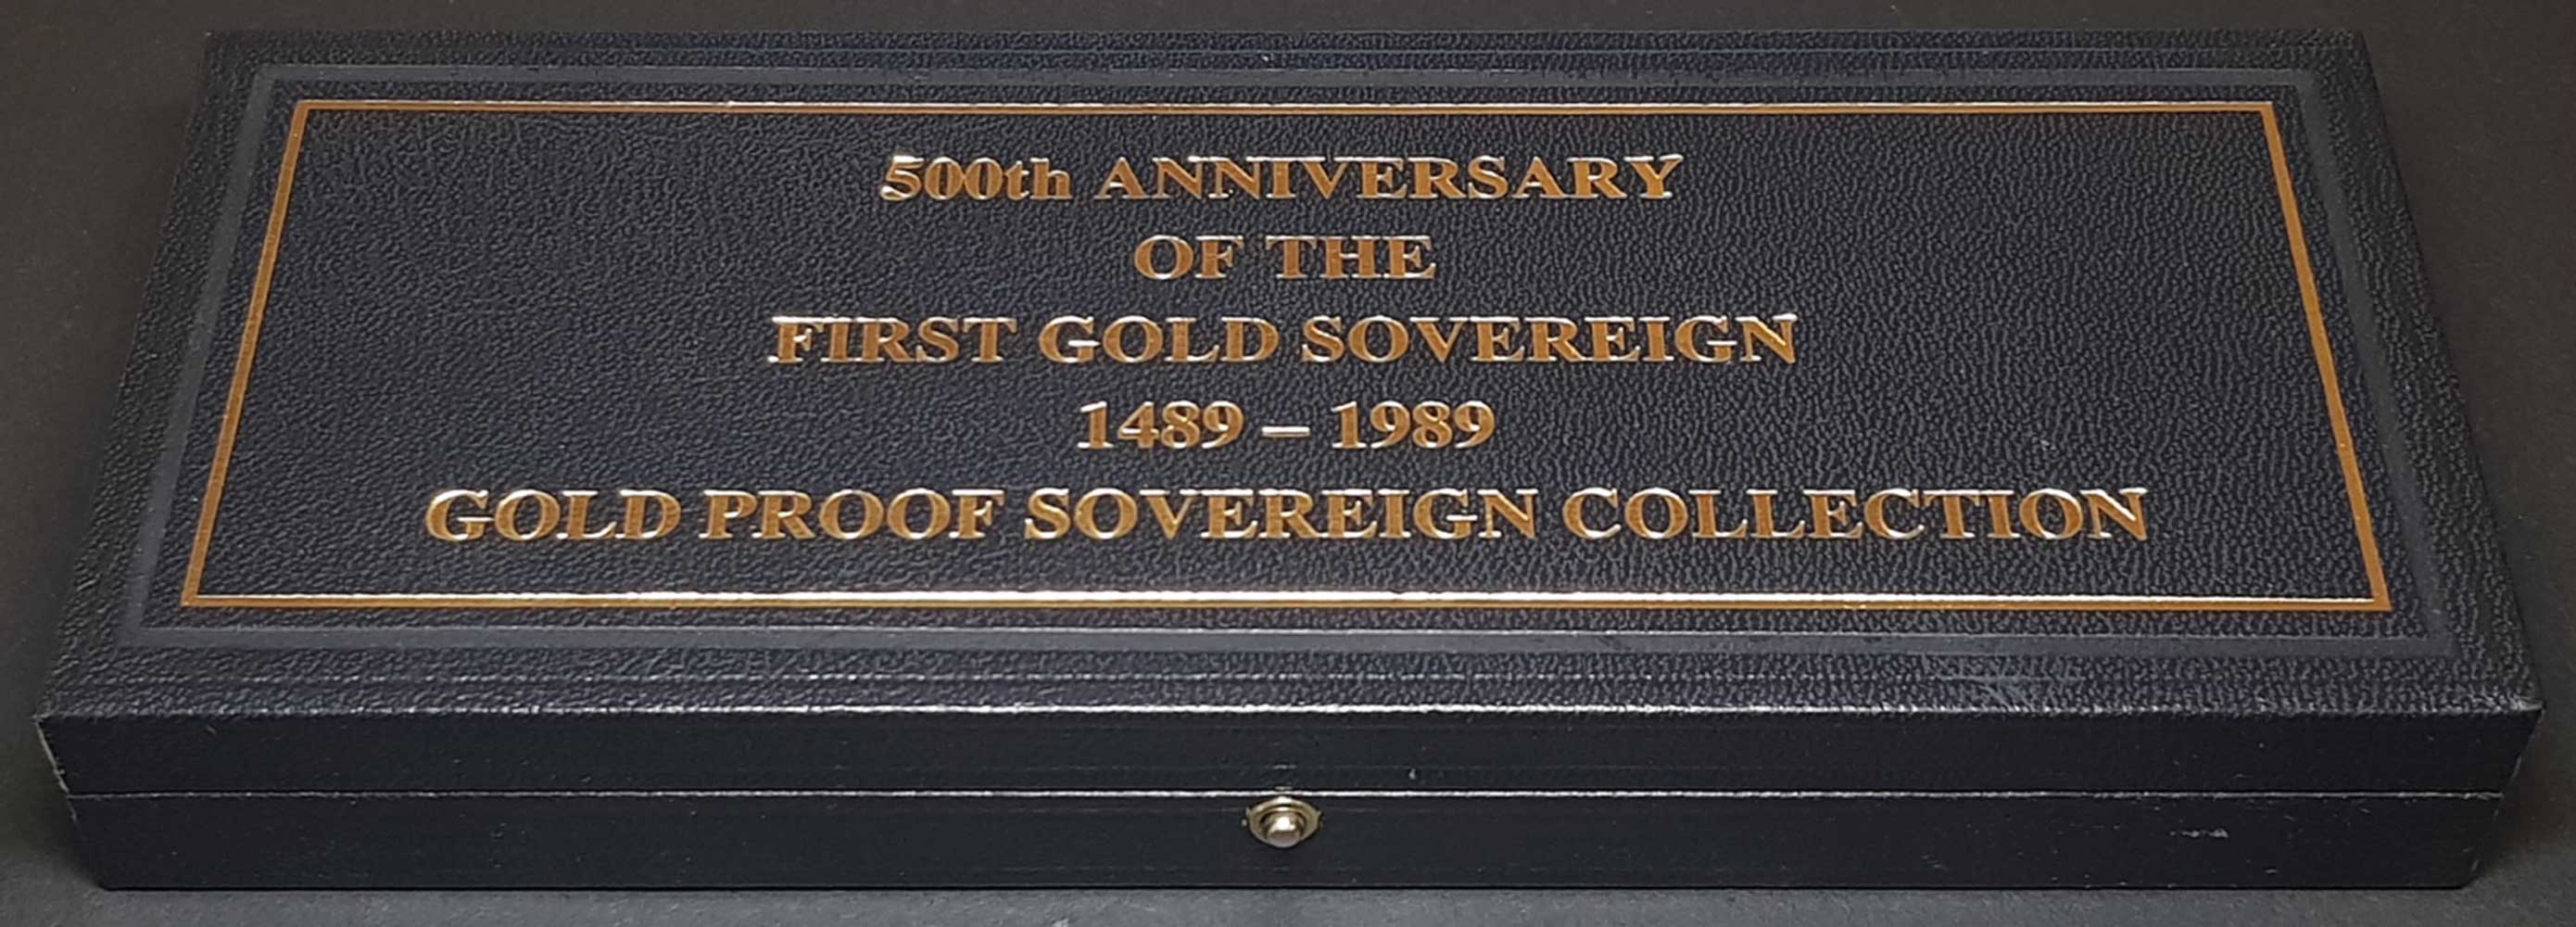 500th ANNIVERSARY
OF THE
FIRST GOLD SOVEREIGN
1489 – 1989
GOLD PROOF SOVEREIGN COLLECTION